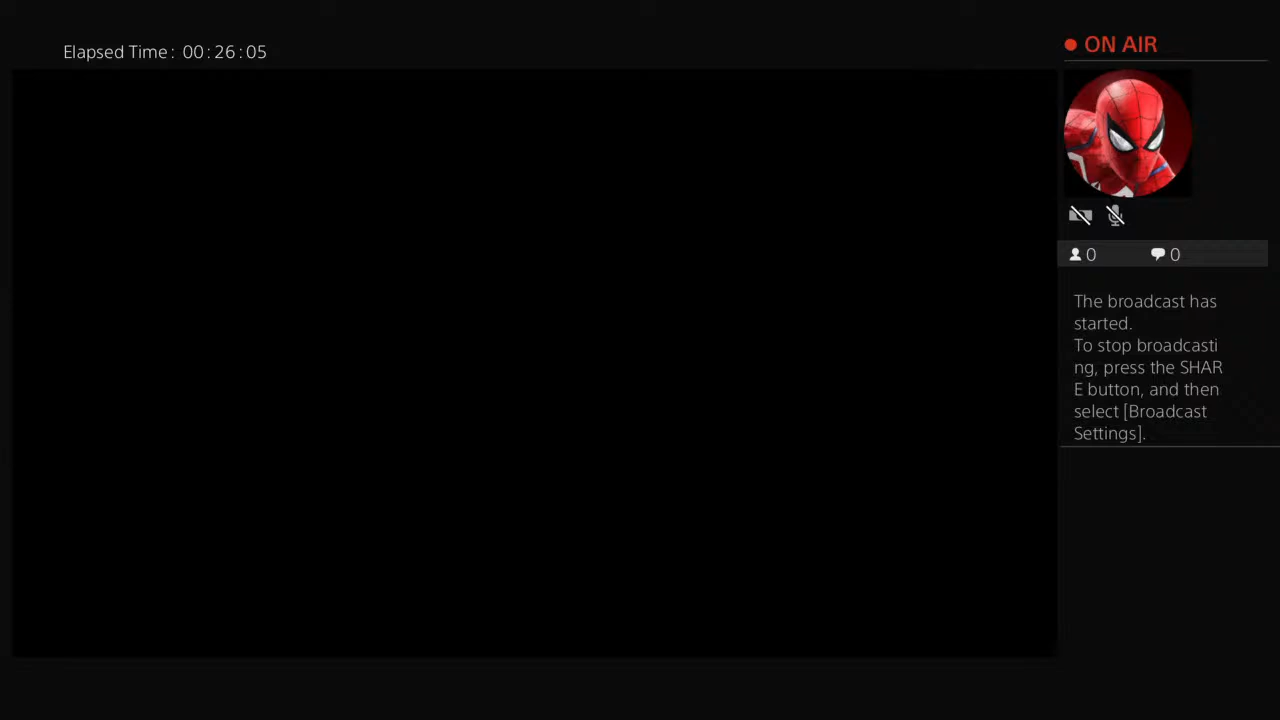 Elapsed Time: 00:26:05
ON AIR
0 0
The broadcast has
started.
To stop broadcasti
ng, press the SHAR
E button, and then
select [Broadcast
Settings].